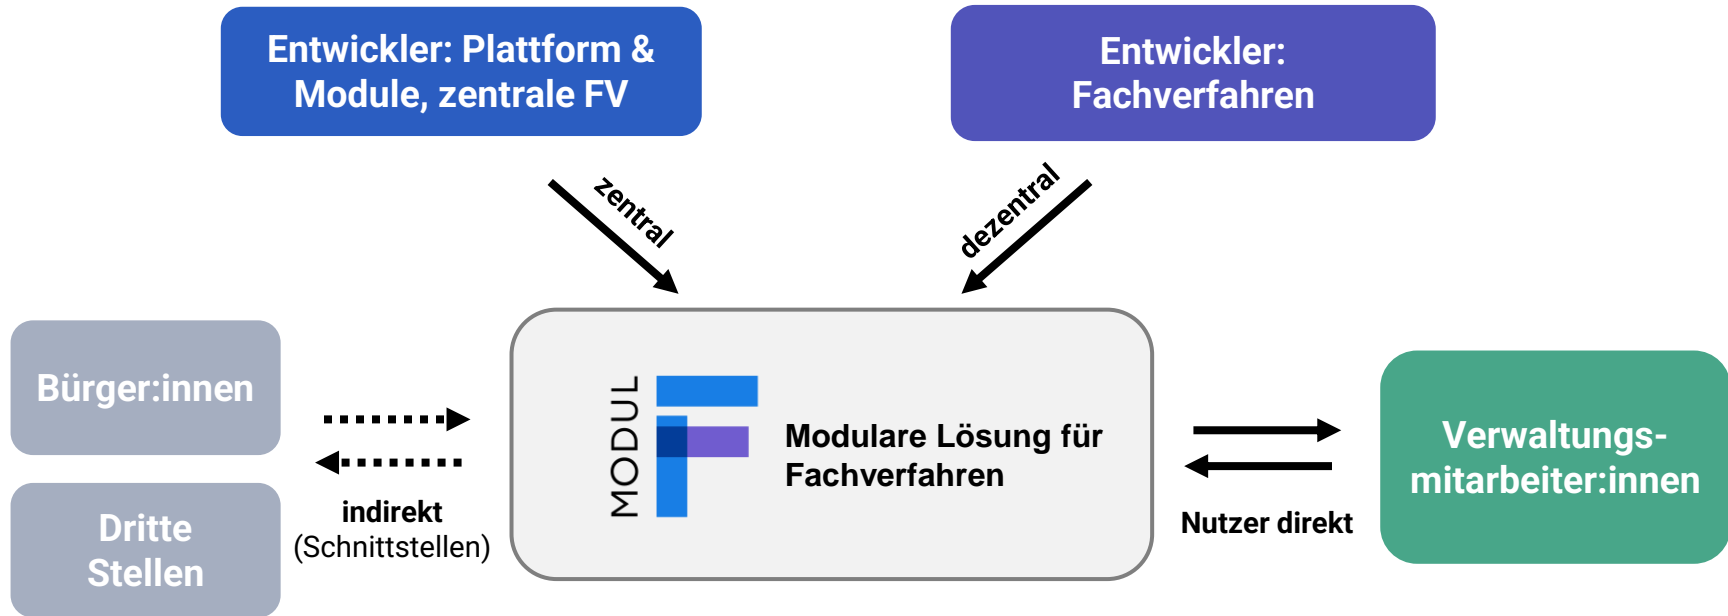 Entwickler: Plattform &
Module, zentrale FV
Entwickler:
Fachverfahren
zentral
dezentral
Bürger:innen
Dritte
Stellen
indirekt
(Schnittstellen)
MODUL
F
Modulare Lösung für
Fachverfahren
Nutzer direkt
Verwaltungs-
mitarbeiter:innen